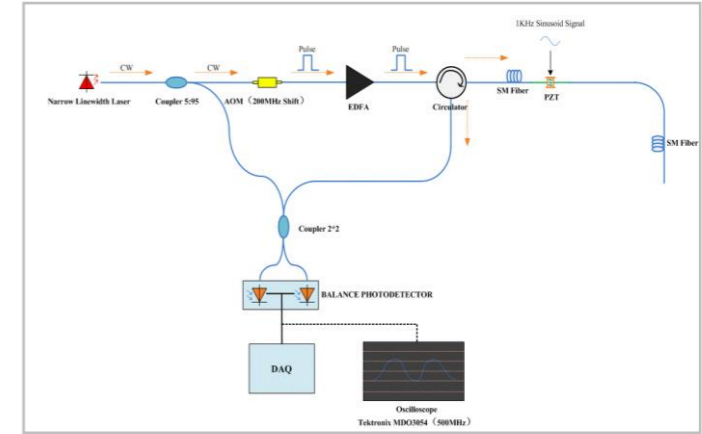 1KHz Sinusoid Signal
CW
CW
Pulse
Pulse
Narrow Linewidth Laser
Coupler 5:95
AOM（200MHz Shift）
EDFA
Circulator
SM Fiber
PZT
SM Fiber
Coupler 2*2
BALANCE PHOTODETECTOR
DAQ
Oscilloscope
Tektronix MDO3054（500MHz）